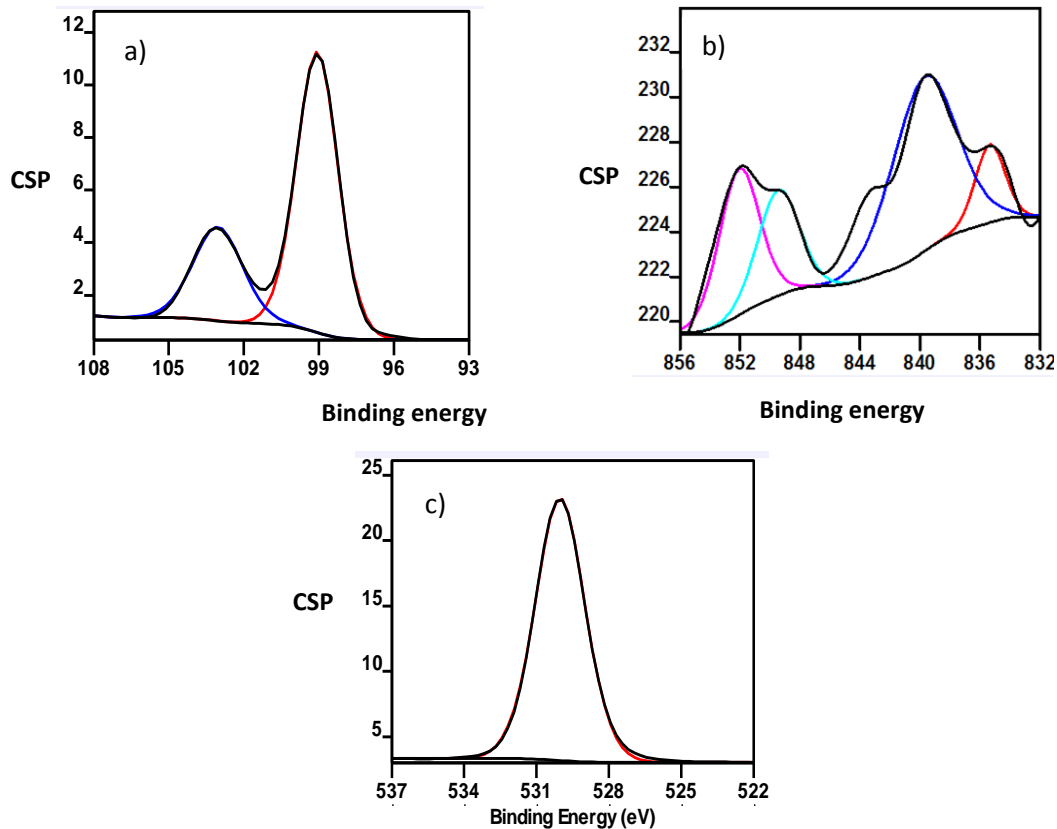 a)
12
10
8
6
4
2
CSP
108 105 102 99 96 93
Binding energy
b)
232
230
228
226
224
222
220
CSP
856 852 848 844 840 836 832
Binding energy
c)
25
20
15
10
5
CSP
537 534 531 528 525 522
Binding Energy (eV)